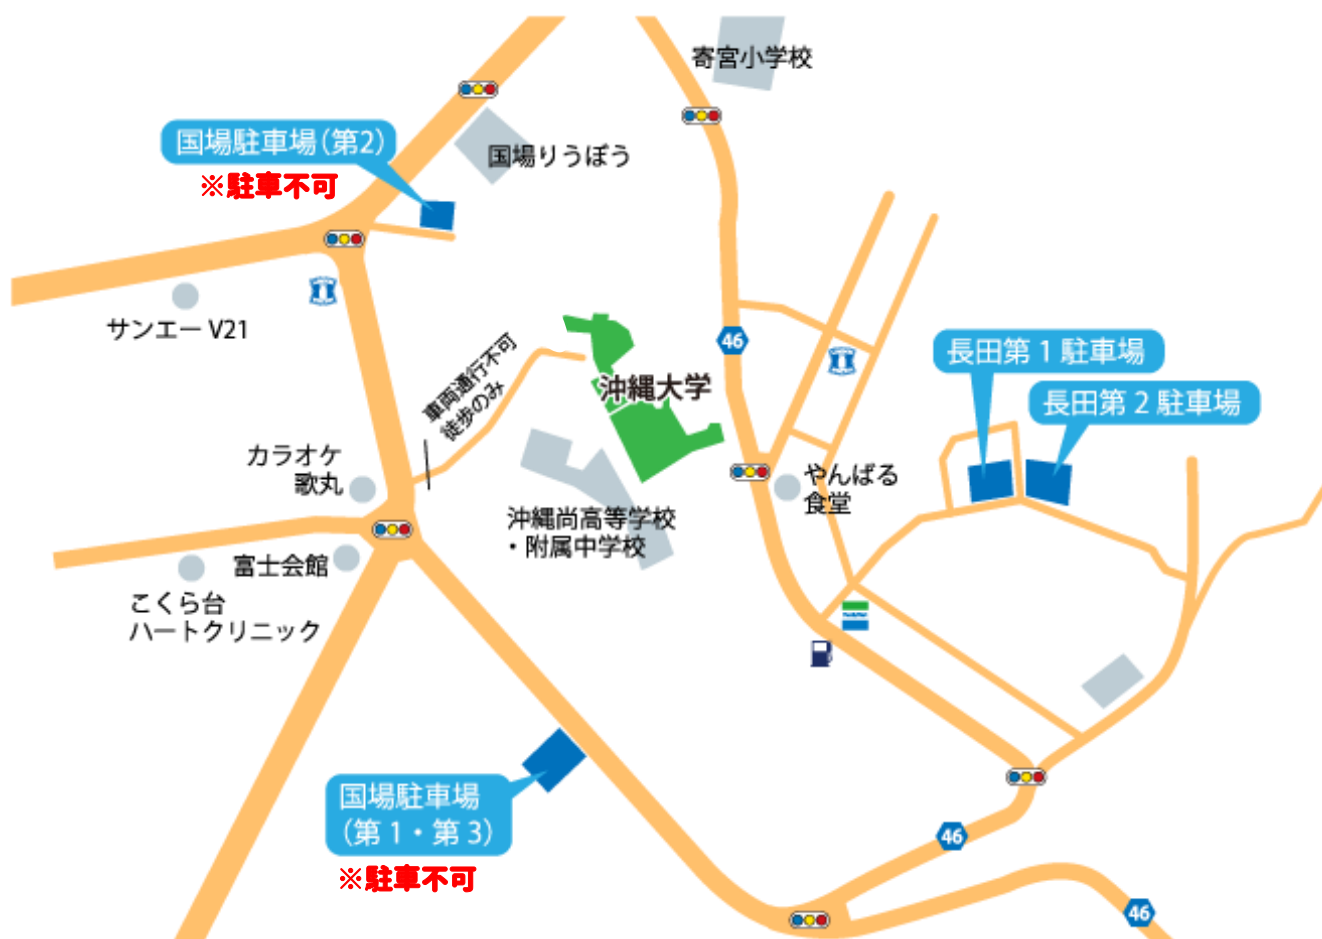 寄宮小学校
国場駐車場(第2)
※駐車不可
国場りうぼう
サンエー V21
46
車両通行不可
徒歩のみ
沖縄大学
長田第 1 駐車場
長田第 2 駐車場
カラオケ
歌丸
やんばる
食堂
沖縄尚高等学校
・附属中学校
富士会館
こくら台
ハートクリニック
国場駐車場
(第 1・第 3)
※駐車不可
46
46